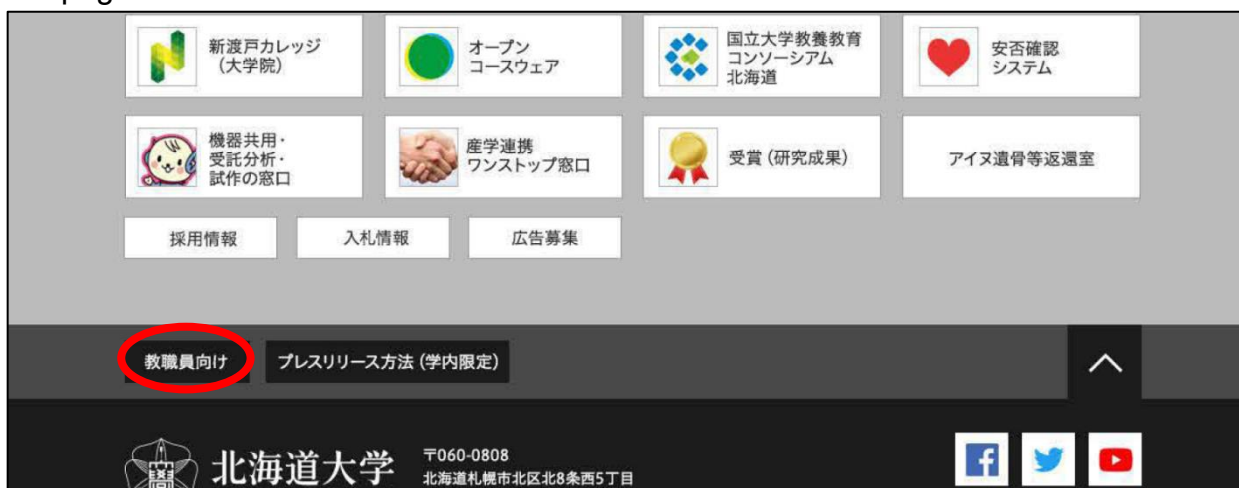 新渡戸カレッジ
(大学院)
オープン
コースウェア
国立大学教養教育
コンソーシアム
北海道
安否確認
システム
機器共用・
受託分析・
試作の窓口
産学連携
ワンストップ窓口
受賞(研究成果)
アイヌ遺骨等返還室
採用情報
入札情報
広告募集
教職員向け
プレスリリース方法(学内限定)
北海道大学
〒060-0808
北海道札幌市北区北8条西5丁目